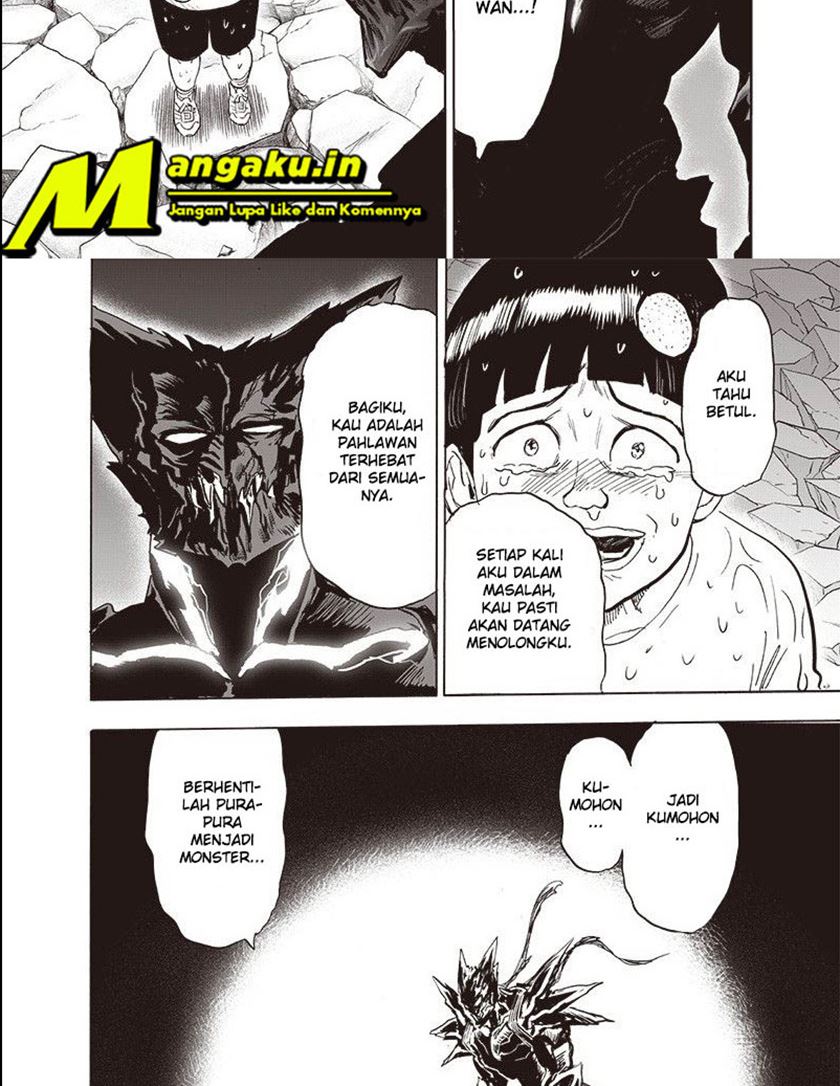 WAN...!
Mangaku.in
Jangan Lupa Like dan Komennya
AKU
TAHU
BETUL.
SETIAP KALI
AKU DALAM
MASALAH,
KAU PASTI
AKAN DATANG
MENOLONGKU.
BAGIKU,
KAU ADALAH
PAHLAWAN
TERHEBAT
DARI SEMUA-
NYA.
JADI
KUMOHON
...
KU-
MOHON
...
BERHENTI-
LAH PURA-
PURA
MENJADI
MONSTER...